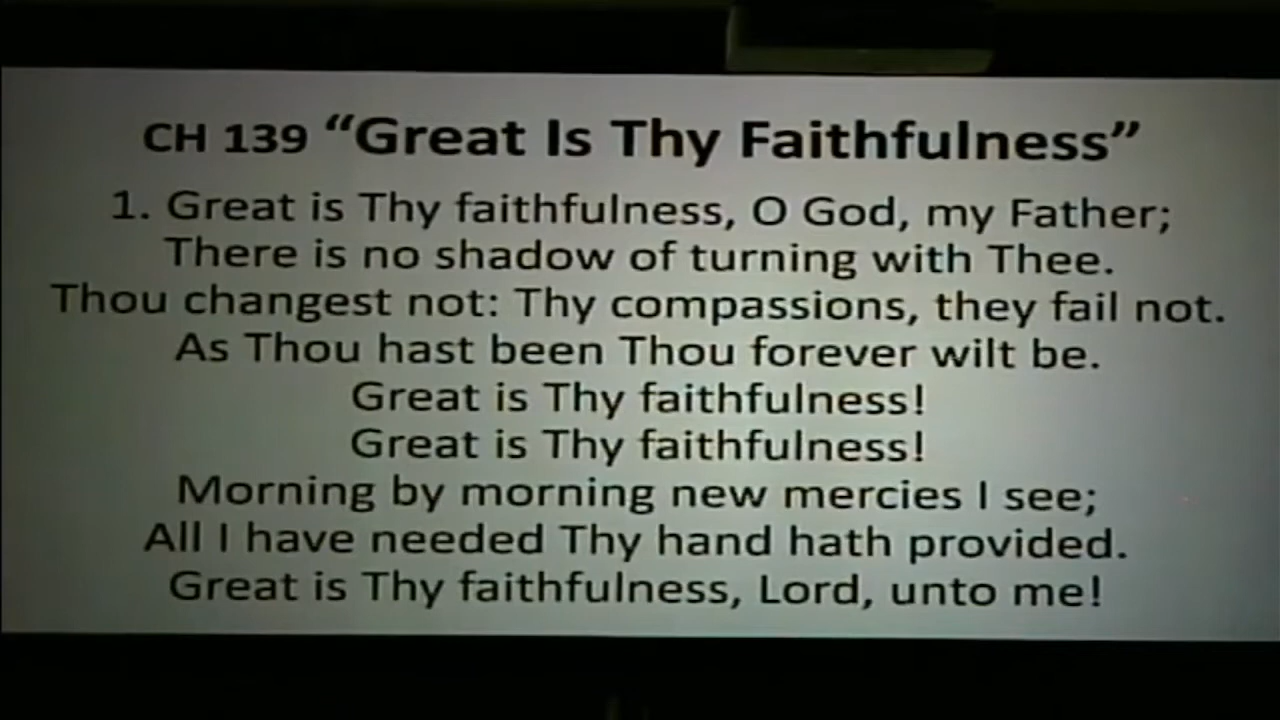 CH 139 “Great Is Thy Faithfulness”
1. Great is Thy faithfulness, O God, my Father;
There is no shadow of turning with Thee.
Thou changest not: Thy compassions, they fail not.
As Thou hast been Thou forever wilt be.
Great is Thy faithfulness!
Great is Thy faithfulness!
Morning by morning new mercies I see;
All I have needed Thy hand hath provided.
Great is Thy faithfulness, Lord, unto me!